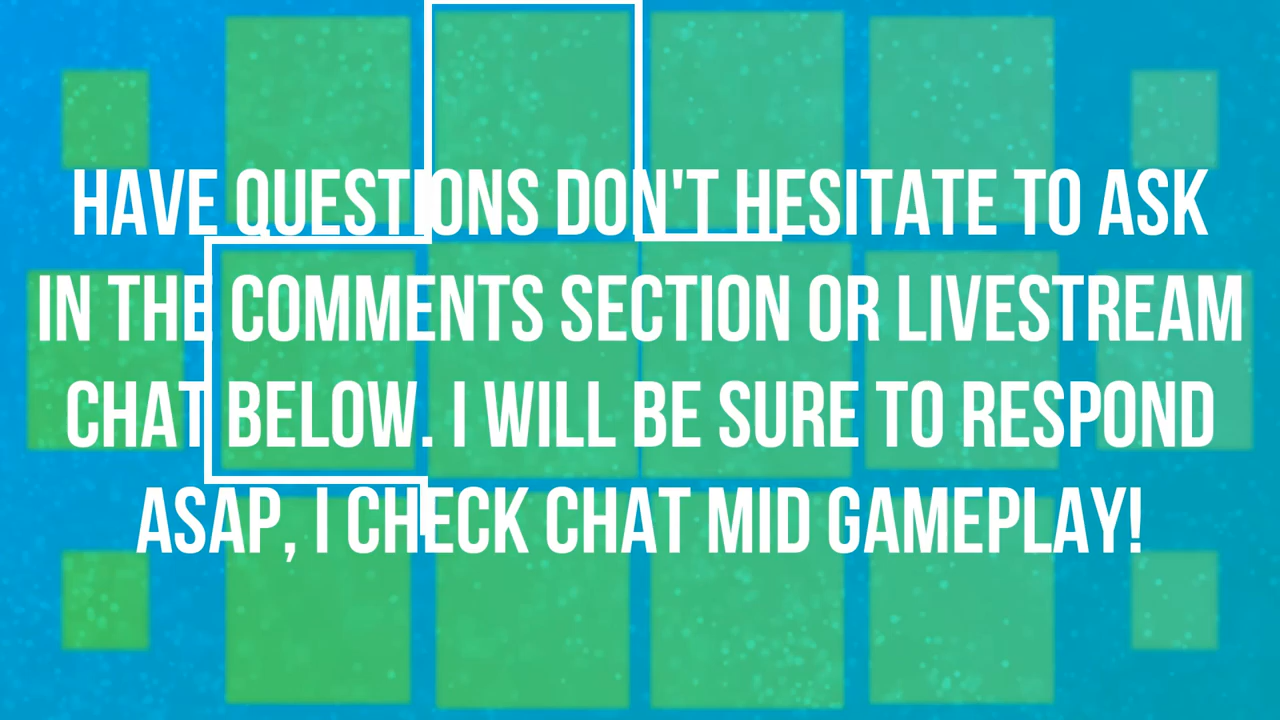 HAVE QUESTIONS DON'T HESITATE TO ASK
IN THE COMMENTS SECTION OR LIVESTREAM
CHAT BELOW. I WILL BE SURE TO RESPOND
ASAP, I CHECK CHAT MID GAMEPLAY!